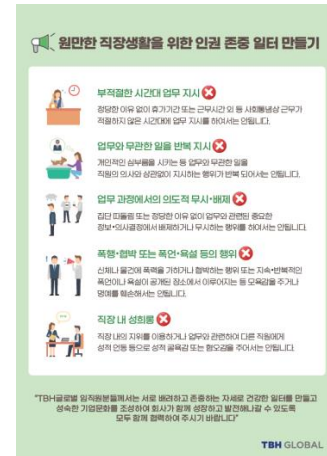 원만한 직장생활을 위한 인권 존중 일터 만들기
부적절한 시간대 업무 지시
정당한 이유 없이 휴가기간 또는 근무시간 외 등 사회통념상 근무가
적절하지 않은 시간대에 업무 지시를 하여서는 안됩니다.
업무와 무관한 일을 반복 지시
개인적인 심부름을 시키는 등 업무와 무관한 일을
직원의 의사와 상관없이 지시하는 행위가 반복 되어서는 안됩니다.
업무 과정에서의 의도적 무시·배제
집단 따돌림 또는 정당한 이유 없이 업무와 관련된 중요한
정보·의사결정에서 배제하거나 무시하는 행위를 하여서는 안됩니다.
폭행·협박 또는 폭언·욕설 등의 행위
신체나 물건에 폭력을 가하거나 협박하는 행위 또는 지속·반복적인
폭언이나 욕설이 공개된 장소에서 이루어지는 등 모욕감을 주거나
명예를 훼손해서는 안됩니다.
직장 내 성희롱
직장 내의 지위를 이용하거나 업무와 관련하여 다른 직원에게
성적 언동 등으로 성적 굴욕감 또는 혐오감을 주어서는 안됩니다.
"TBH글로벌 임직원분들께서는 서로 배려하고 존중하는 자세로 건강한 일터를 만들고
성숙한 기업문화를 조성하여 회사가 함께 성장하고 발전해나갈 수 있도록
모두 함께 협력하여 주시기 바랍니다"
TBH GLOBAL